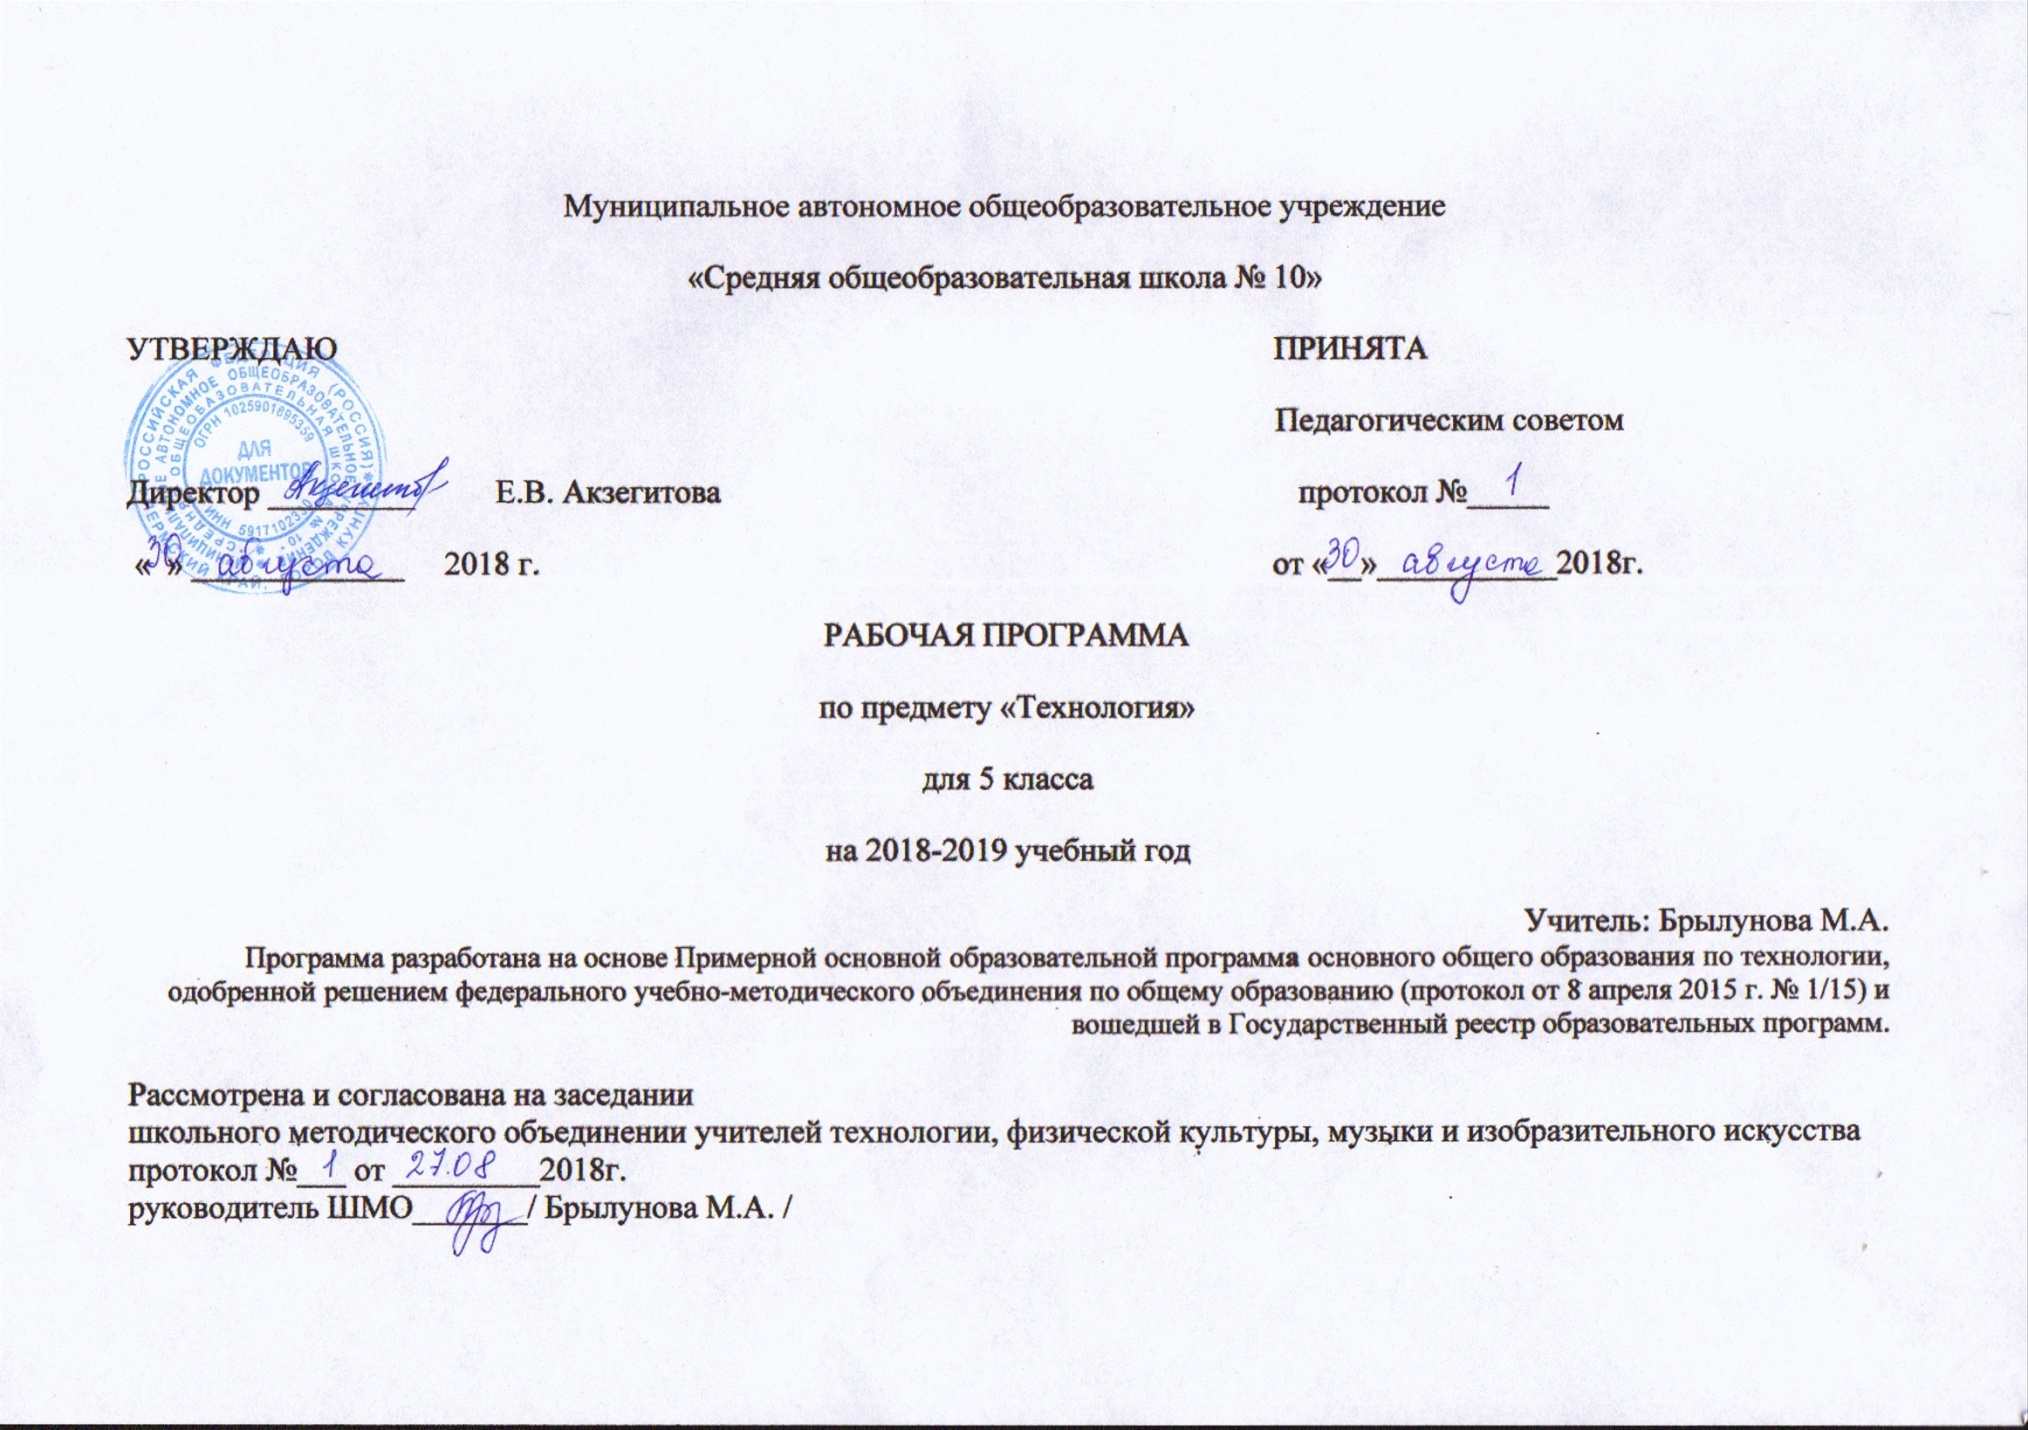 Муниципальное автономное общеобразовательное учреждение
«Средняя общеобразовательная школа № 10»
УТВЕРЖДАЮ
ПРИНЯТА
Педагогическим советом
Директор Е.В. Акзегитова
протокол № 1
«30» августа 2018 г.
от «30» августа 2018г.
ДЛЯ
ДОКУМЕНТОВ
РАБОЧАЯ ПРОГРАММА
по предмету «Технология»
для 5 класса
на 2018-2019 учебный год
Учитель: Брылунова М.А.
Программа разработана на основе Примерной основной образовательной программа основного общего образования по технологии,
одобренной решением федерального учебно-методического объединения по общему образованию (протокол от 8 апреля 2015 г. № 1/15) и
вошедшей в Государственный реестр образовательных программ.
Рассмотрена и согласована на заседании
школьного методического объединении учителей технологии, физической культуры, музыки и изобразительного искусства
протокол № 1 от 27.08 2018г.
руководитель ШМО / Брылунова М.А. /